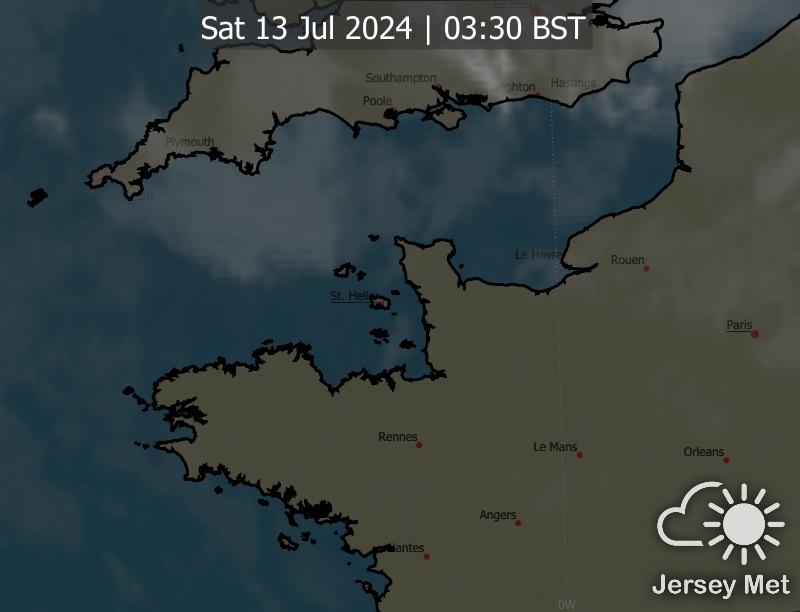 London
Sat 13 Jul 2024 | 03:30 BST
Southampton
Brighton
Hastings
Poole
Plymouth
Le Havre
Rouen
St. Helier
Paris
Rennes
Le Mans
Orleans
Angers
Nantes
Jersey Met
0W